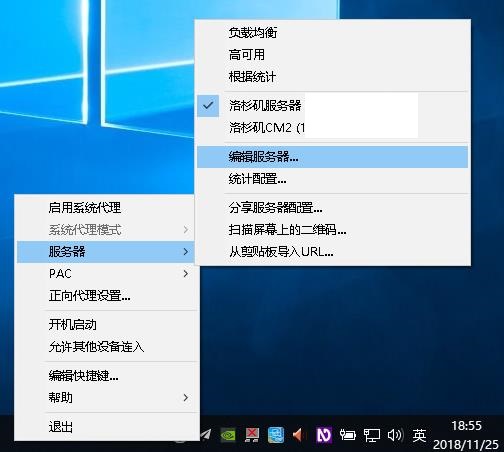 负载均衡
高可用
根据统计
洛杉矶服务器
洛杉矶CM2 (1
编辑服务器...
统计配置...
分享服务器配置...
扫描屏幕上的二维码...
从剪贴板导入URL...
启用系统代理
系统代理模式
服务器
PAC
正向代理设置...
开机启动
允许其他设备连入
编辑快捷键...
帮助
退出
英
18:55
2018/11/25